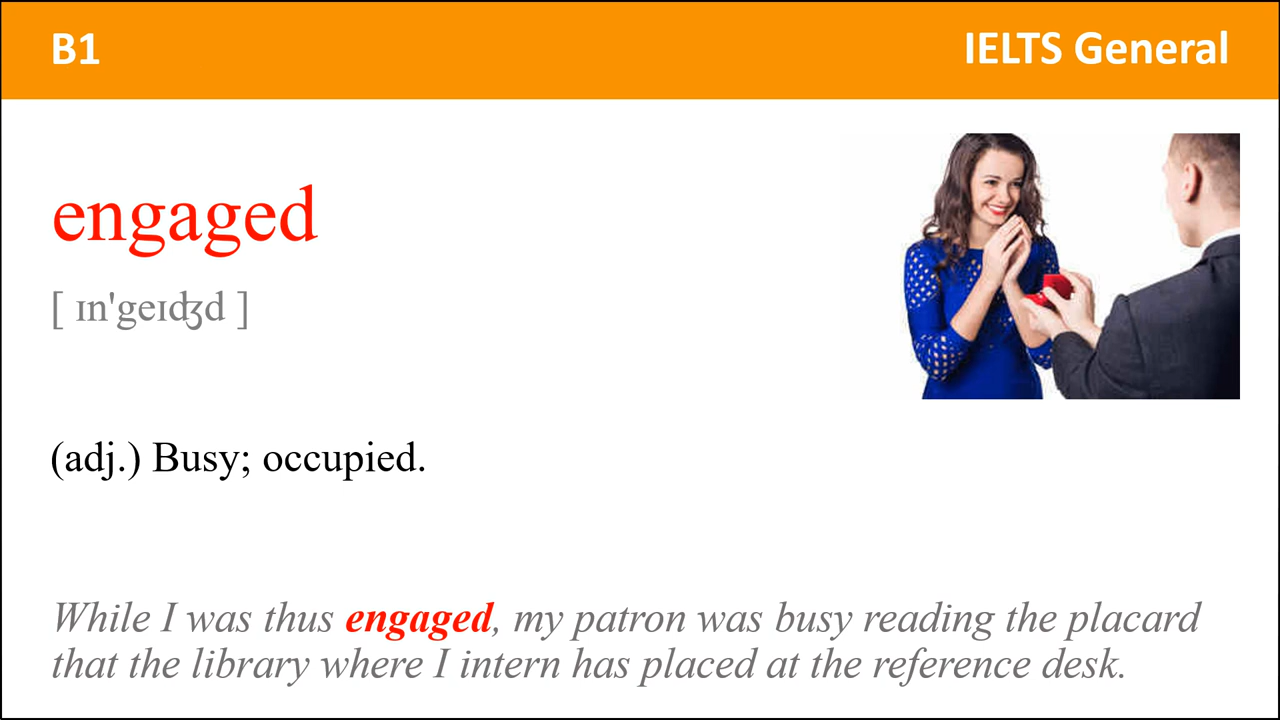 B1
IELTS General
engaged
[ ɪn'geɪʤd ]
(adj.) Busy; occupied.
While I was thus engaged, my patron was busy reading the placard
that the library where I intern has placed at the reference desk.